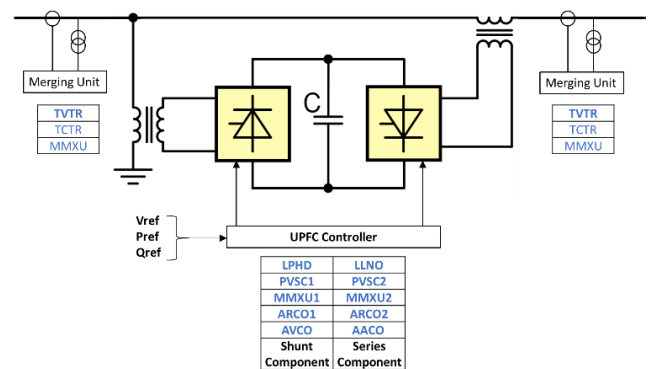 Merging Unit
TVTR
TCTR
MMXU
C
Merging Unit
TVTR
TCTR
MMXU
Vref
Pref
Qref
UPFC Controller
LPHD LLNO
PVSC1 PVSC2
MMXU1 MMXU2
ARCO1 ARCO2
AVCO AACO
Shunt Series
Component Component